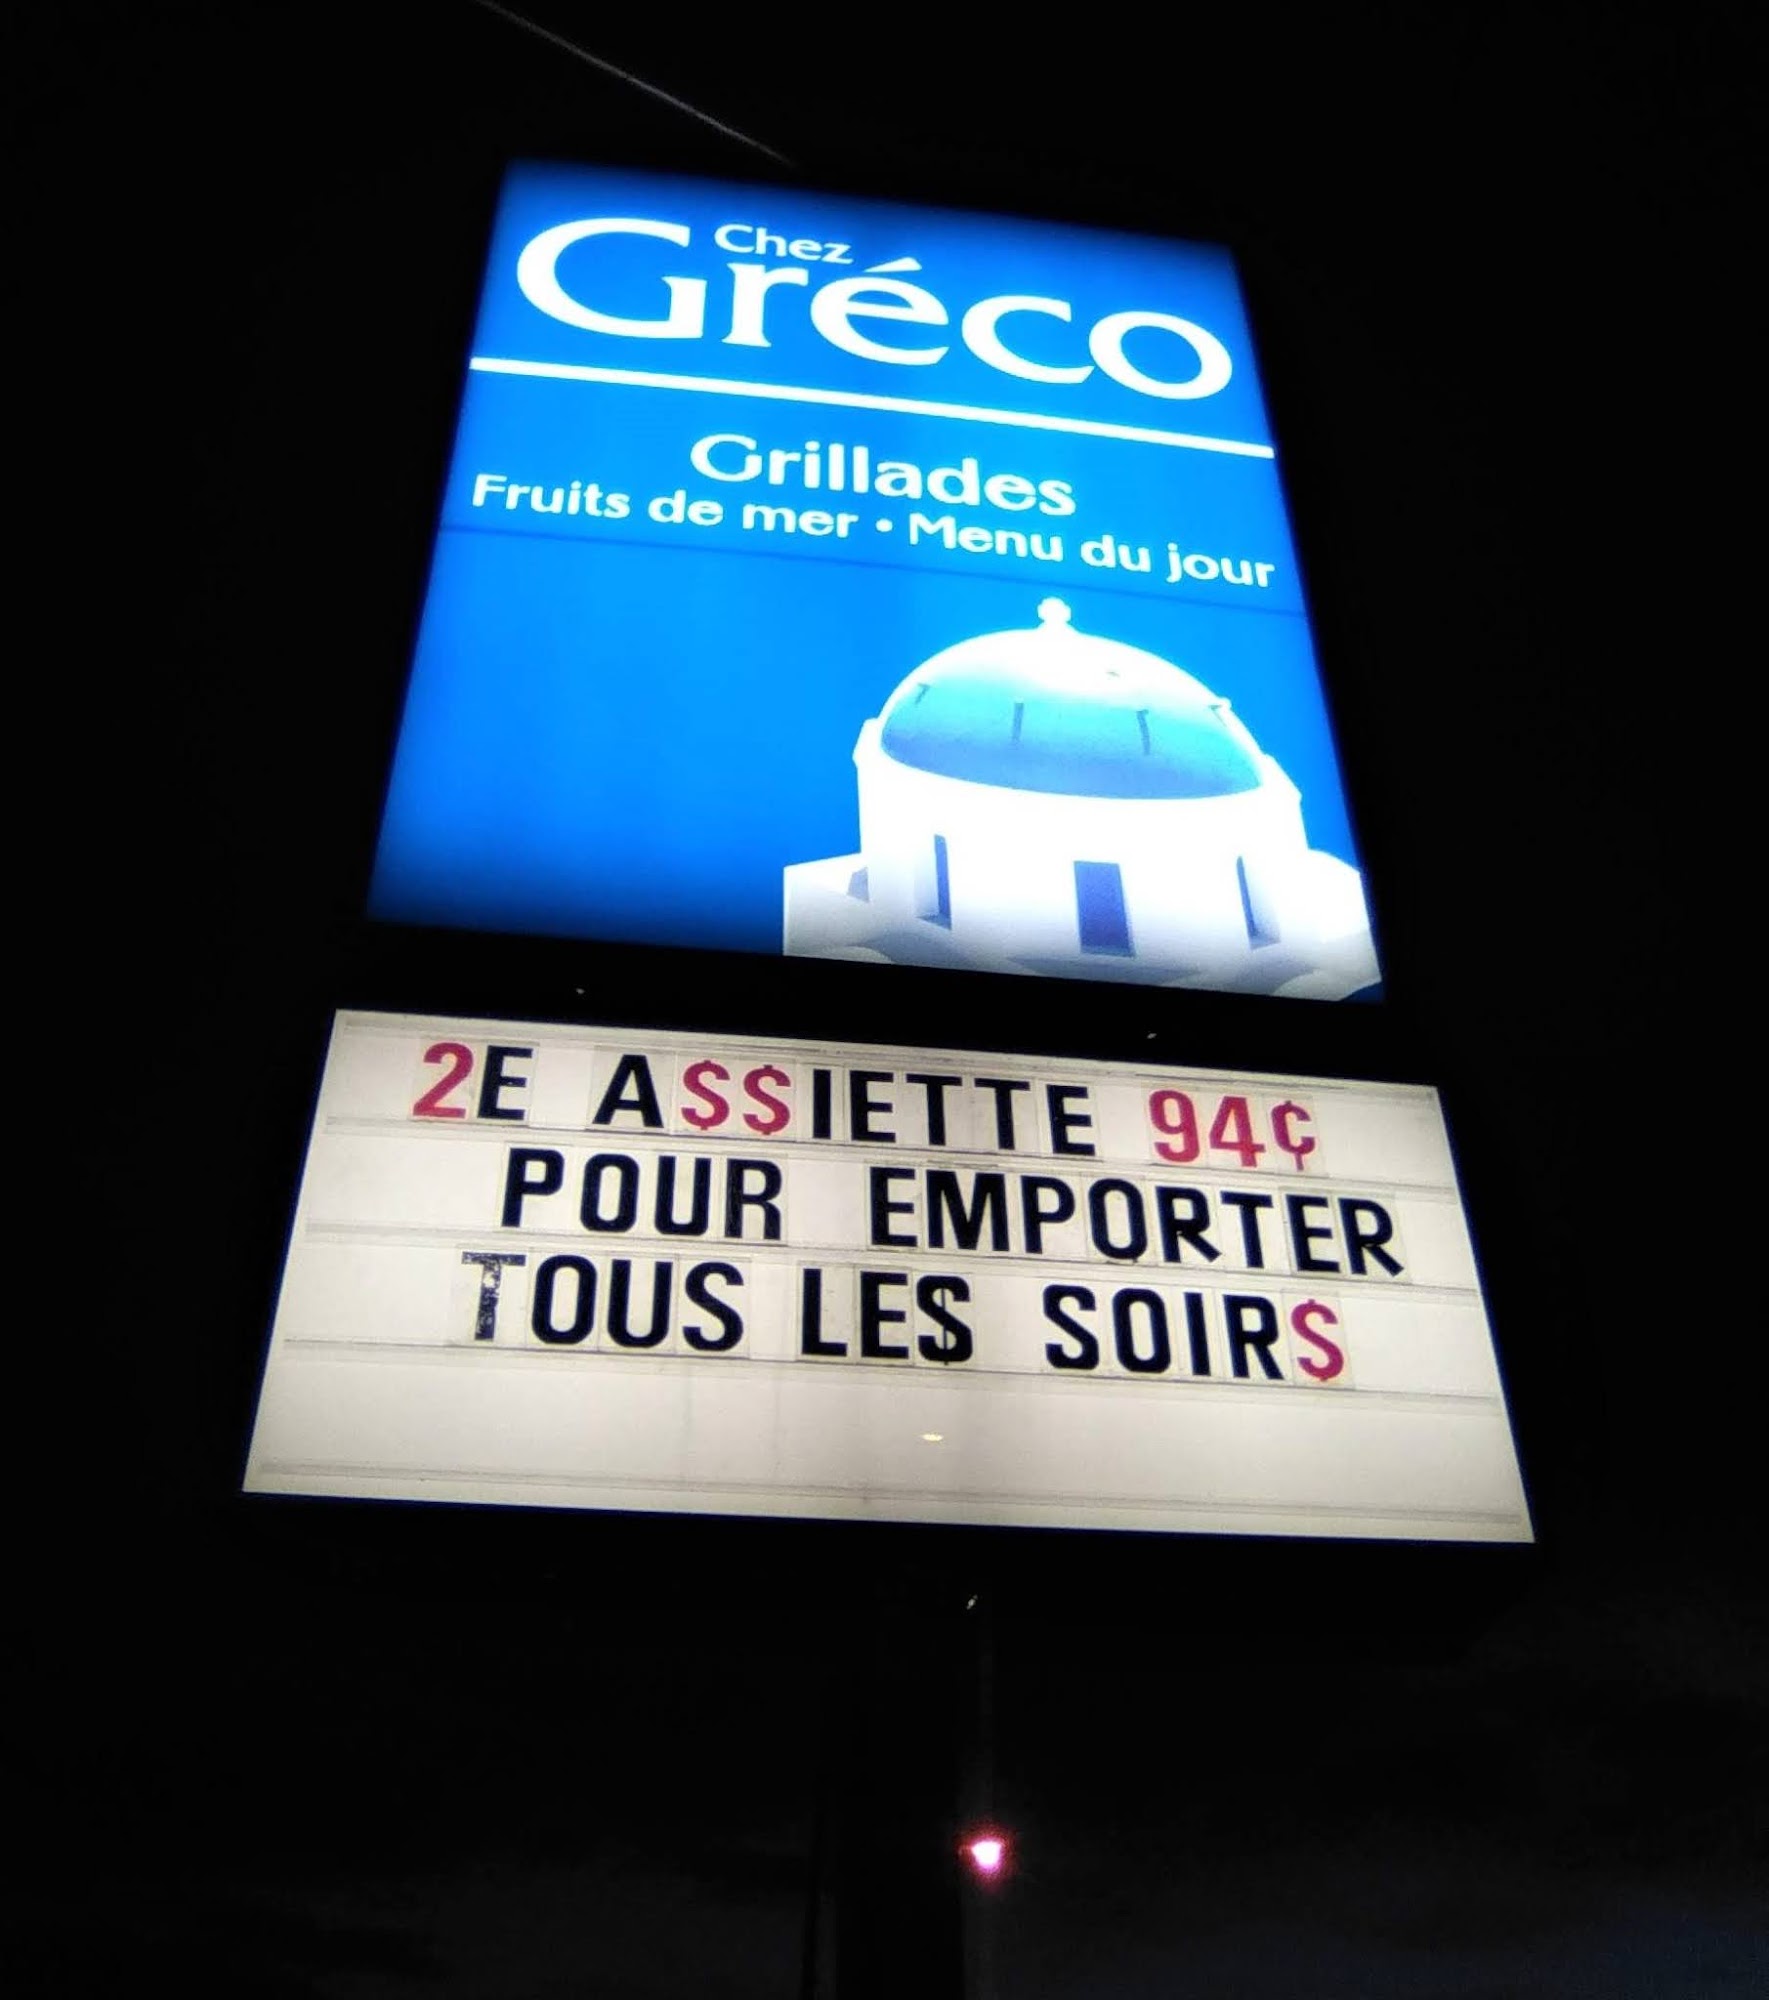 Chez
Gréco
Grillades
Fruits de mer • Menu du jour
2E A$$IETTE 94¢
POUR EMPORTER
TOUS LE$ SOIR$